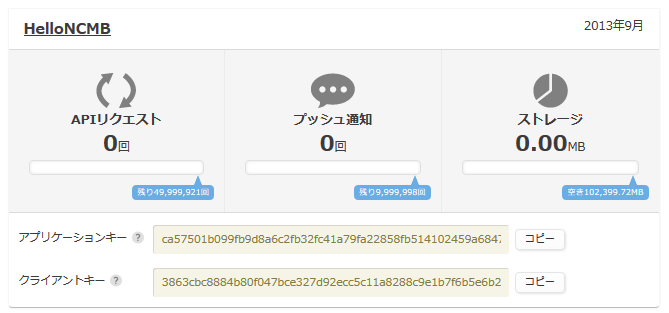 HelloNCMB
2013年9月
APIリクエスト
0回
残り49,999,921回
プッシュ通知
0回
残り9,999,998回
ストレージ
0.00MB
空き102,399.72MB
アプリケーションキー ? ca57501b099fb9d8a6c2fb32fc41a79fa22858fb514102459a6847 コピー
クライアントキー ? 3863cbc8884b80f047bce327d92ecc5c11a8288c9e1b7f6b5e6b2 コピー